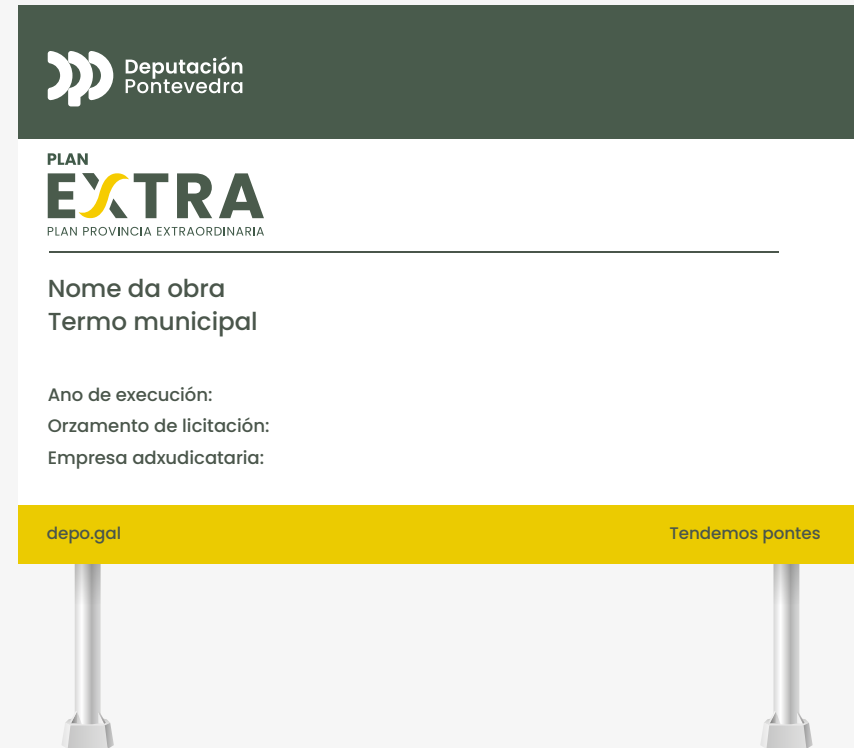 Deputación
Pontevedra
PLAN
EXTRA
PLAN PROVINCIA EXTRAORDINARIA
Nome da obra
Termo municipal
Ano de execución:
Orzamento de licitación:
Empresa adxudicataria:
depo.gal Tendemos pontes